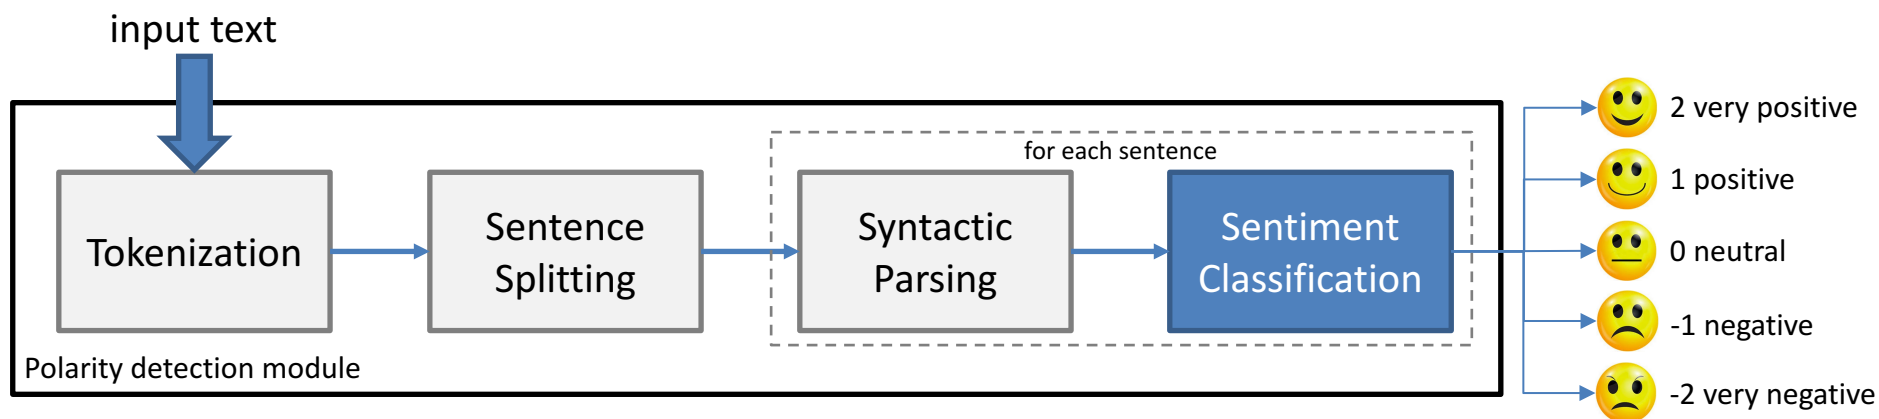 input text
for each sentence
Tokenization
Sentence
Splitting
Syntactic
Parsing
Sentiment
Classification
Polarity detection module
2 very positive
1 positive
0 neutral
-1 negative
-2 very negative